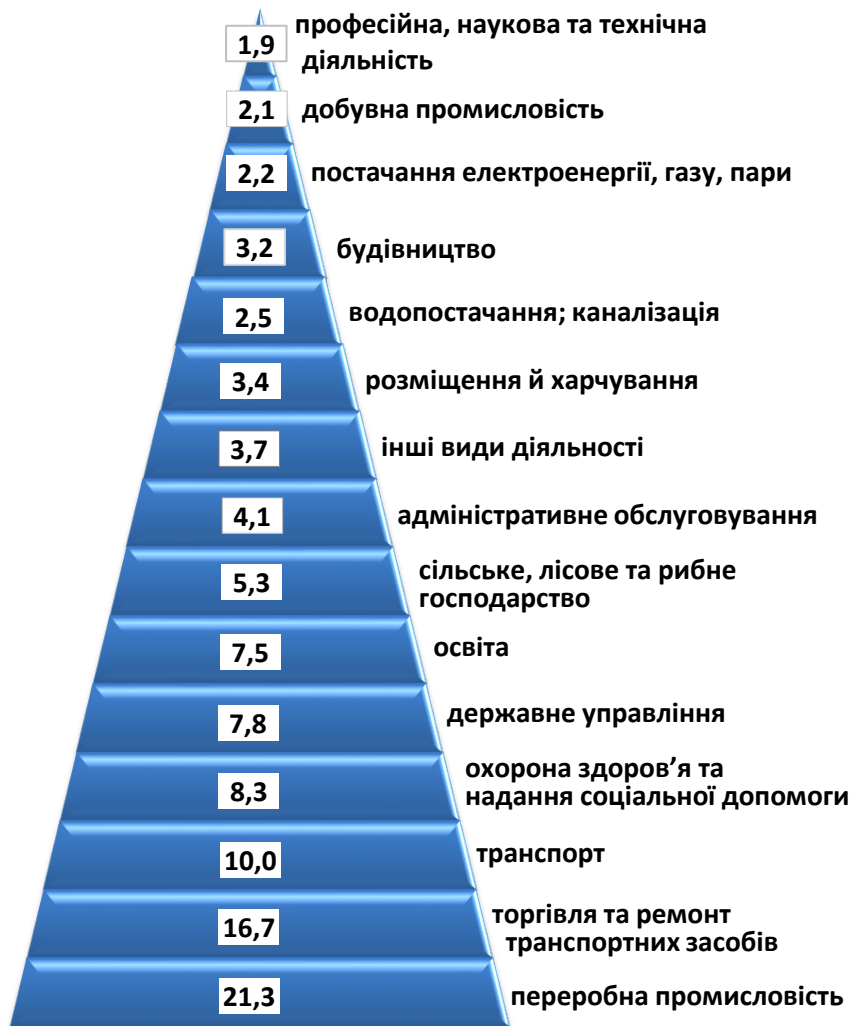 професійна, наукова та технічна
1,9
діяльність
2,1 добувна промисловість
2,2 постачання електроенергії, газу, пари
3,2 будівництво
2,5 водопостачання; каналізація
3,4 розміщення й харчування
3,7 інші види діяльності
4,1 адміністративне обслуговування
5,3 сільське, лісове та рибне
господарство
7,5 освіта
7,8 державне управління
охорона здоров’я та
8,3 надання соціальної допомоги
10,0 транспорт
торгівля та ремонт
16,7 транспортних засобів
21,3 переробна промисловість